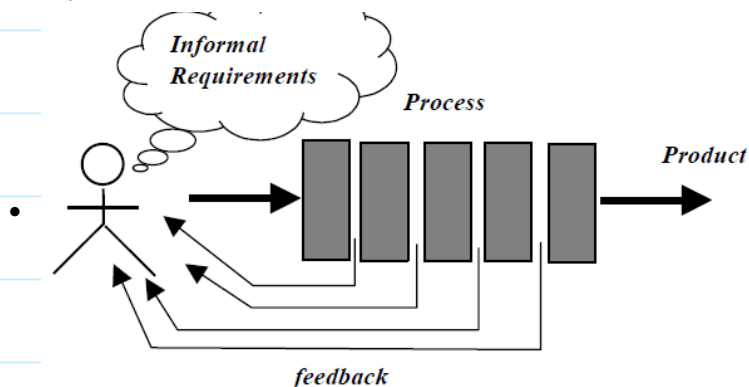 Informal
Requirements
Process
Product
feedback